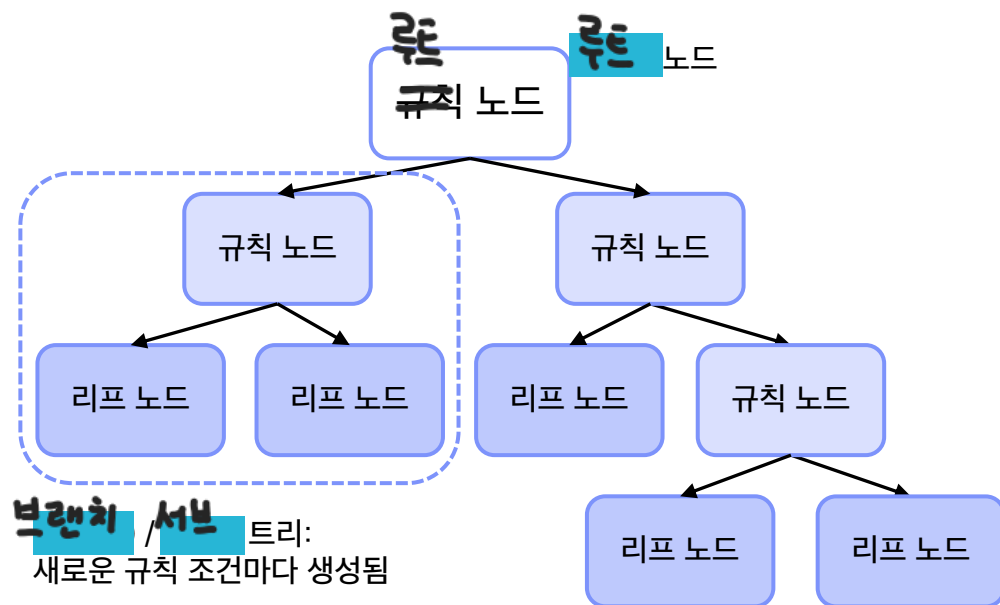 루트
루트 노드
규칙 노드
규칙 노드
규칙 노드
리프 노드
리프 노드
리프 노드
규칙 노드
브랜치 / 서브 트리:
새로운 규칙 조건마다 생성됨
리프 노드
리프 노드